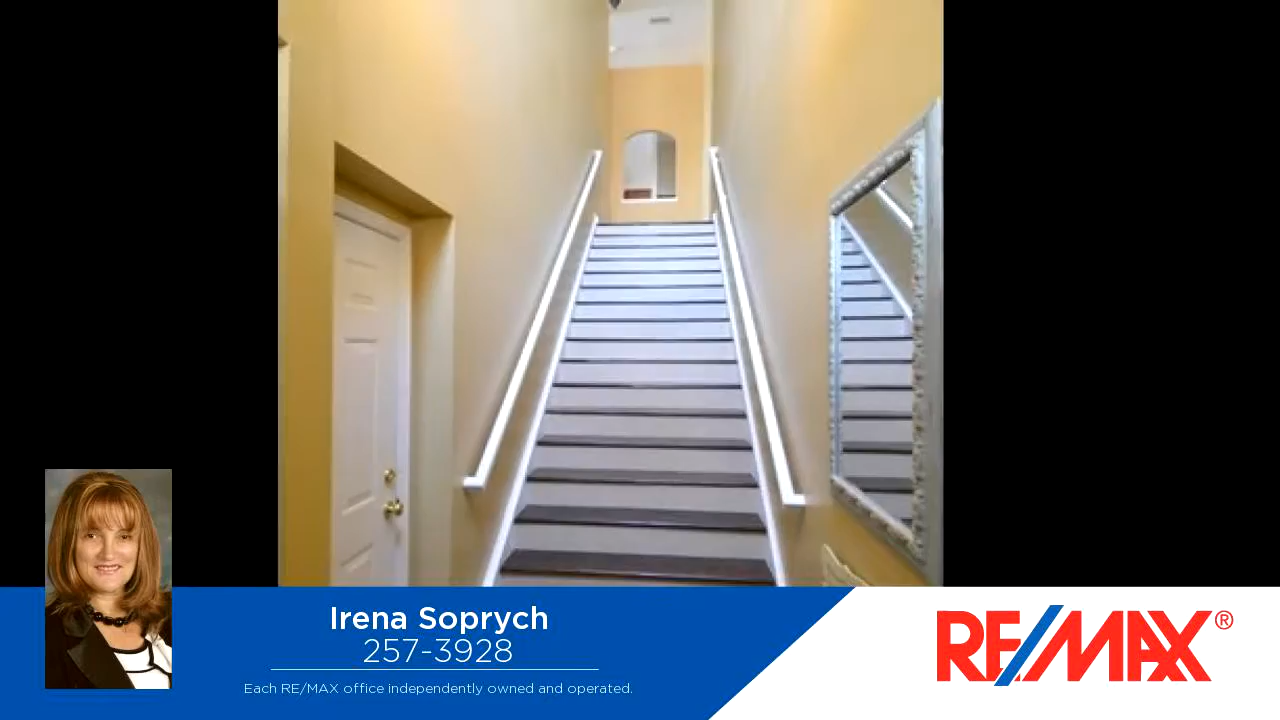 Irena Soprych
257-3928
Each RE/MAX office independently owned and operated.
RE/MAX®